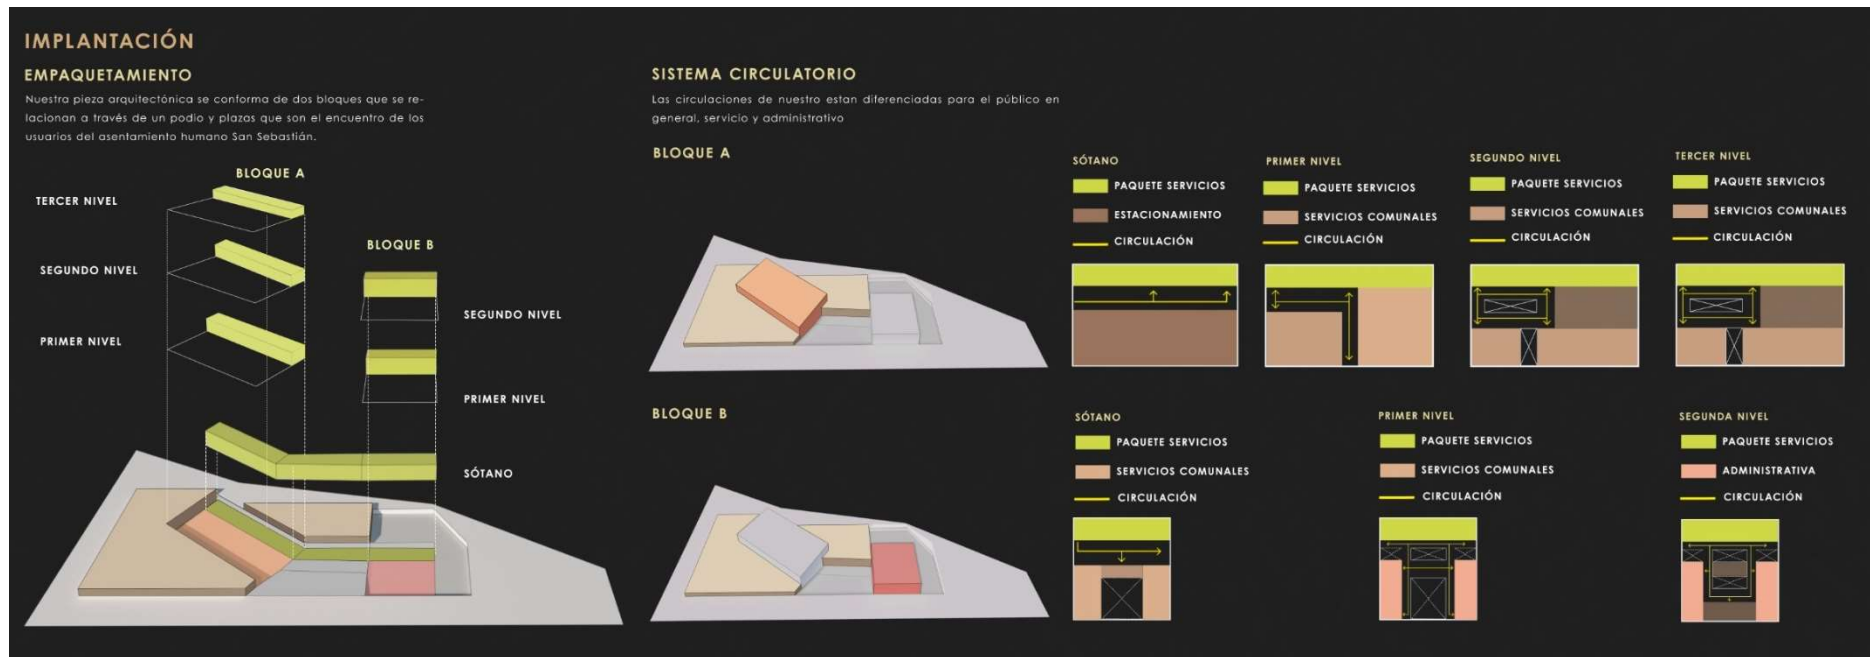 IMPLANTACIÓN
EMPAQUETAMIENTO
Nuestra pieza arquitectónica se conforma de dos bloques que se re-
lacionan a través de un podio y plazas que son el encuentro de los
usuarios del asentamiento humano San Sebastián.
BLOQUE A
TERCER NIVEL
SEGUNDO NIVEL
PRIMER NIVEL
BLOQUE B
SEGUNDO NIVEL
PRIMER NIVEL
SÓTANO
SISTEMA CIRCULATORIO
Las circulaciones de nuestro estan diferenciadas para el público en
general, servicio y administrativo
BLOQUE A
SÓTANO
PAQUETE SERVICIOS
ESTACIONAMIENTO
CIRCULACIÓN
PRIMER NIVEL
PAQUETE SERVICIOS
SERVICIOS COMUNALES
CIRCULACIÓN
SEGUNDO NIVEL
PAQUETE SERVICIOS
SERVICIOS COMUNALES
CIRCULACIÓN
TERCER NIVEL
PAQUETE SERVICIOS
SERVICIOS COMUNALES
CIRCULACIÓN
BLOQUE B
SÓTANO
PAQUETE SERVICIOS
SERVICIOS COMUNALES
CIRCULACIÓN
PRIMER NIVEL
PAQUETE SERVICIOS
SERVICIOS COMUNALES
CIRCULACIÓN
SEGUNDA NIVEL
PAQUETE SERVICIOS
ADMINISTRATIVA
CIRCULACIÓN